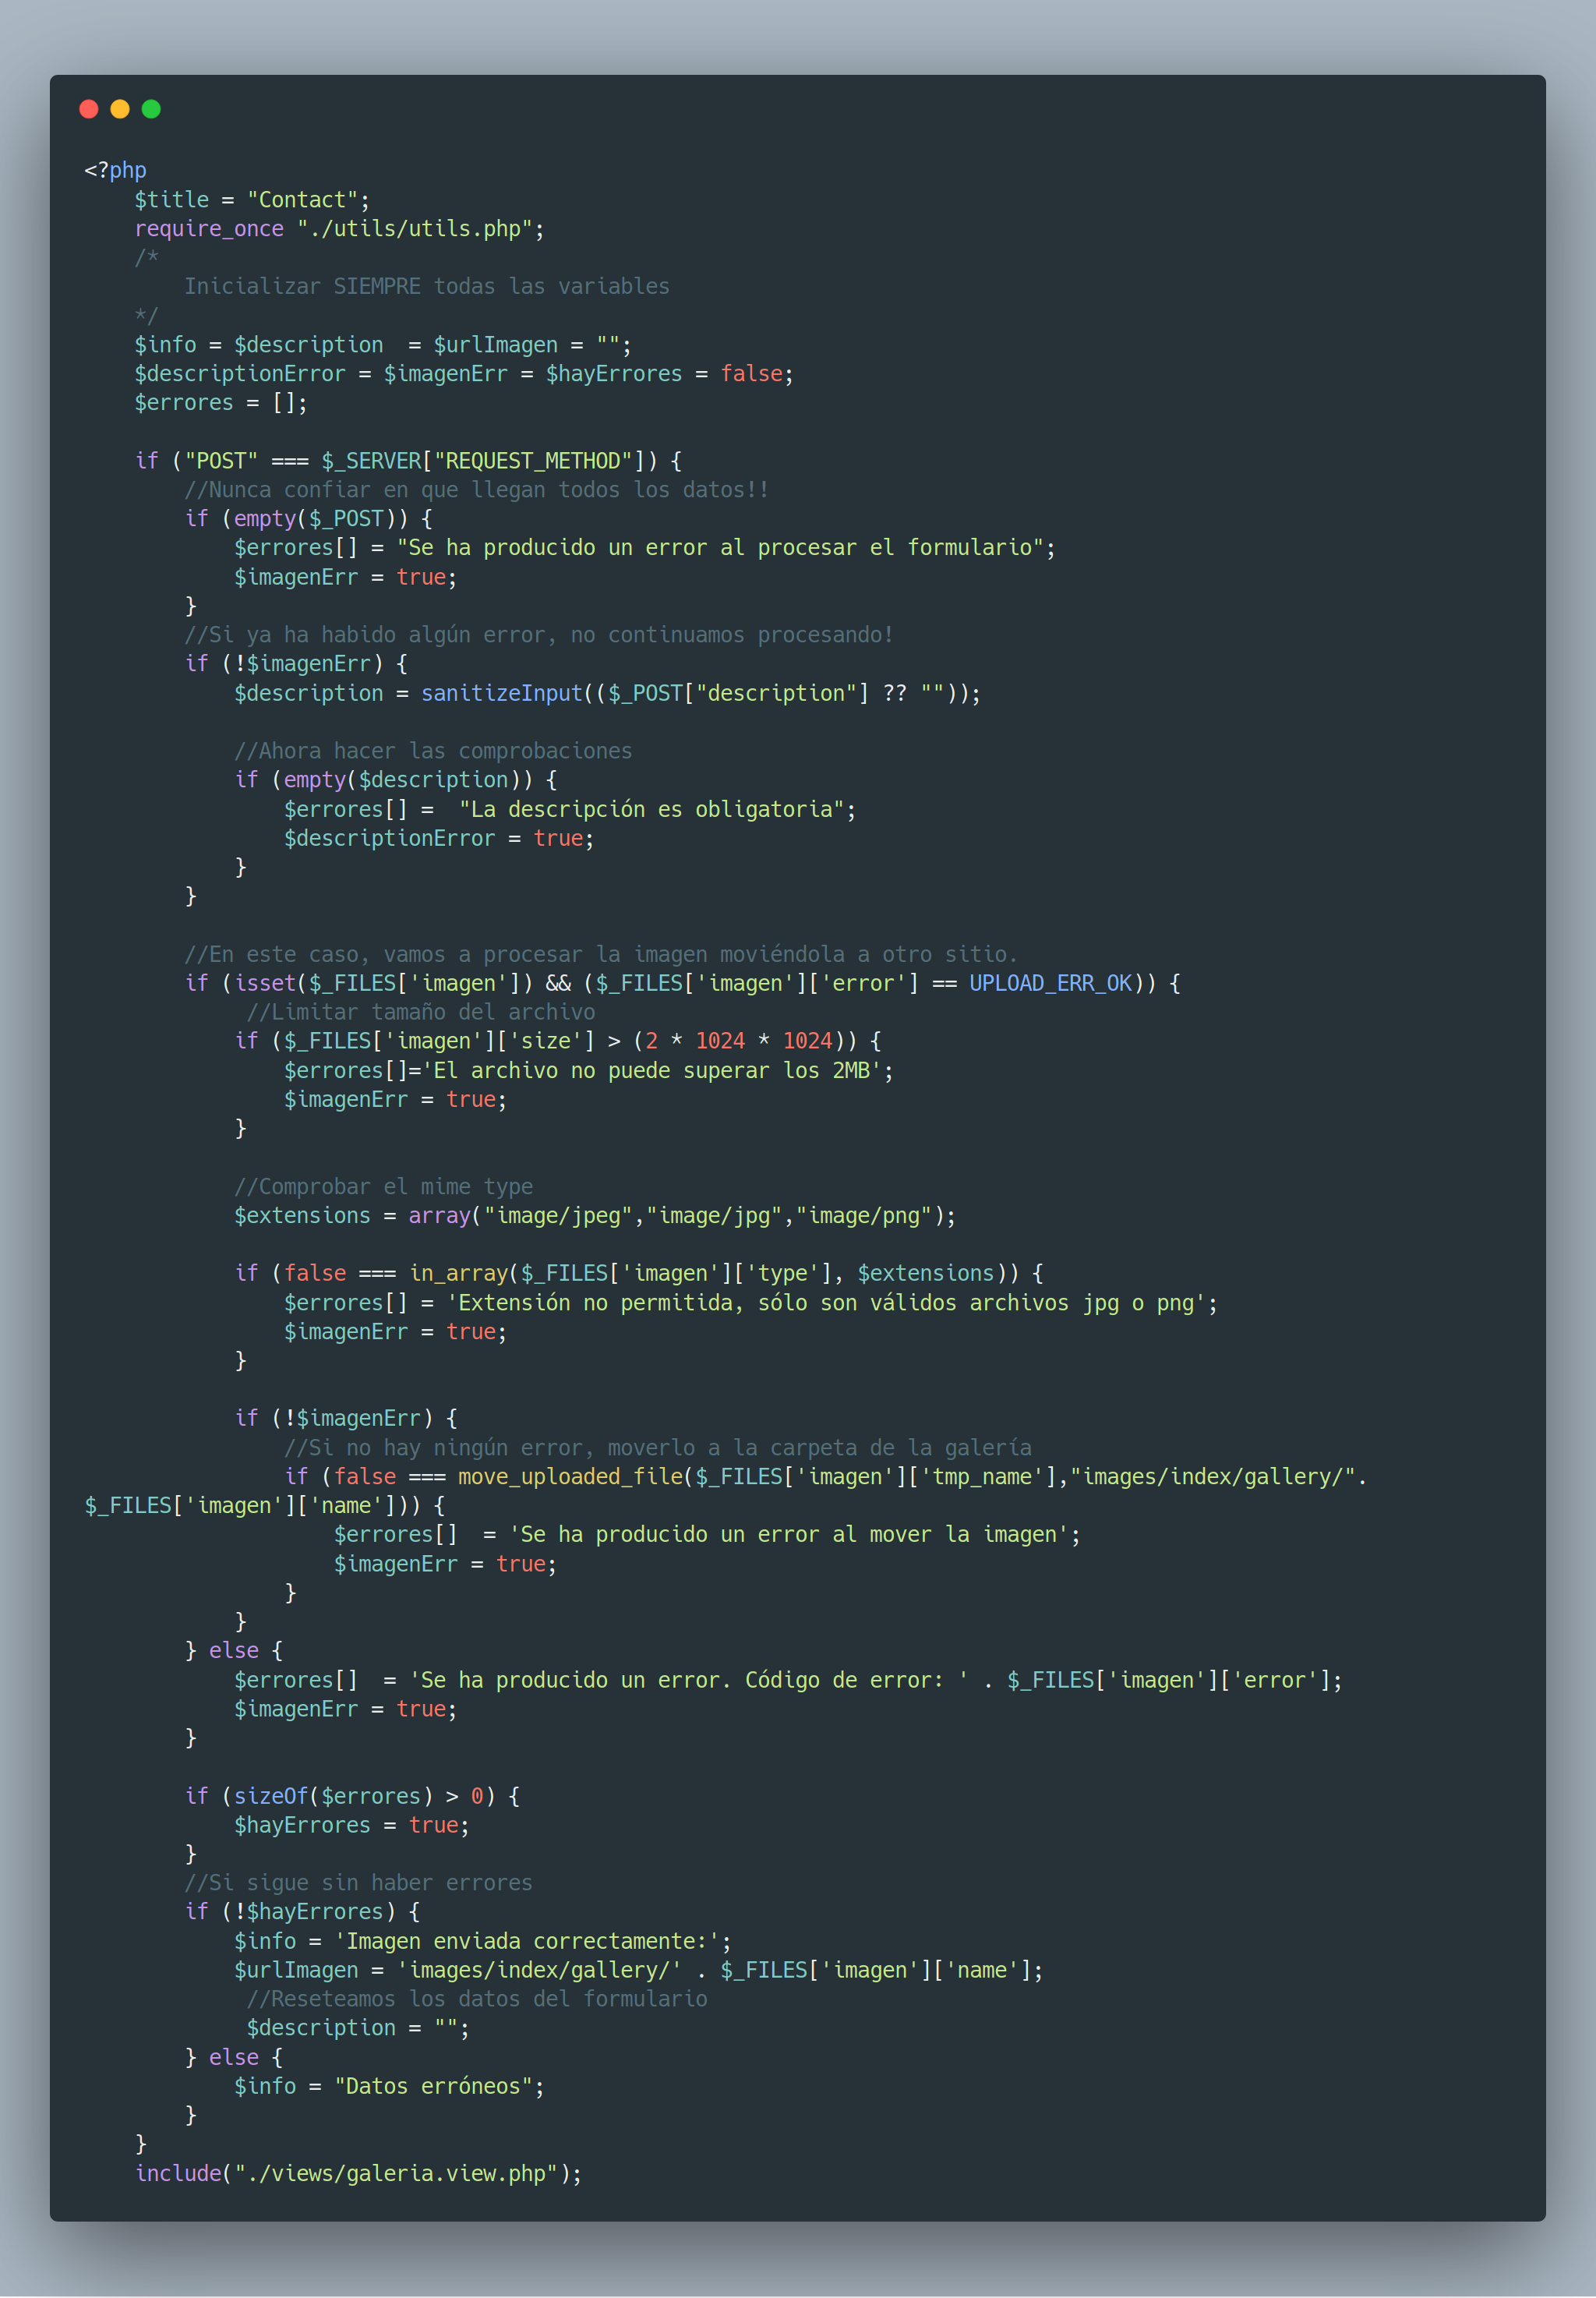 <?php
    $title = "Contact";
    require_once "./utils/utils.php";
    /*
        Inicializar SIEMPRE todas las variables
    */
    $info = $description  = $urlImagen = "";
    $descriptionError = $imagenErr = $hayErrores = false;
    $errores = [];

    if ("POST" === $_SERVER["REQUEST_METHOD"]) {
        //Nunca confiar en que llegan todos los datos!!
        if (empty($_POST)) {
            $errores[] = "Se ha producido un error al procesar el formulario";
            $imagenErr = true;
        }
        //Si ya ha habido algún error, no continuamos procesando!
        if (!$imagenErr) {
            $description = sanitizeInput(($_POST["description"] ?? ""));

            //Ahora hacer las comprobaciones
            if (empty($description)) {
                $errores[] =  "La descripción es obligatoria";
                $descriptionError = true;
            }
        }

        //En este caso, vamos a procesar la imagen moviéndola a otro sitio.
        if (isset($_FILES['imagen']) && ($_FILES['imagen']['error'] == UPLOAD_ERR_OK)) {
             //Limitar tamaño del archivo
            if ($_FILES['imagen']['size'] > (2 * 1024 * 1024)) {
                $errores[]='El archivo no puede superar los 2MB';
                $imagenErr = true;
            }

            //Comprobar el mime type
            $extensions = array("image/jpeg","image/jpg","image/png");

            if (false === in_array($_FILES['imagen']['type'], $extensions)) {
                $errores[] = 'Extensión no permitida, sólo son válidos archivos jpg o png';
                $imagenErr = true;
            }

            if (!$imagenErr) {
                //Si no hay ningún error, moverlo a la carpeta de la galería
                if (false === move_uploaded_file($_FILES['imagen']['tmp_name'],"images/index/gallery/".
$_FILES['imagen']['name'])) {
                    $errores[]  = 'Se ha producido un error al mover la imagen';
                    $imagenErr = true;
                }
            }
        } else {
            $errores[]  = 'Se ha producido un error. Código de error: ' . $_FILES['imagen']['error'];
            $imagenErr = true;
        }

        if (sizeOf($errores) > 0) {
            $hayErrores = true;
        }
        //Si sigue sin haber errores
        if (!$hayErrores) {
            $info = 'Imagen enviada correctamente:';
            $urlImagen = 'images/index/gallery/' . $_FILES['imagen']['name'];
             //Reseteamos los datos del formulario
             $description = "";
        } else {
            $info = "Datos erróneos";
        }
    }
    include("./views/galeria.view.php");